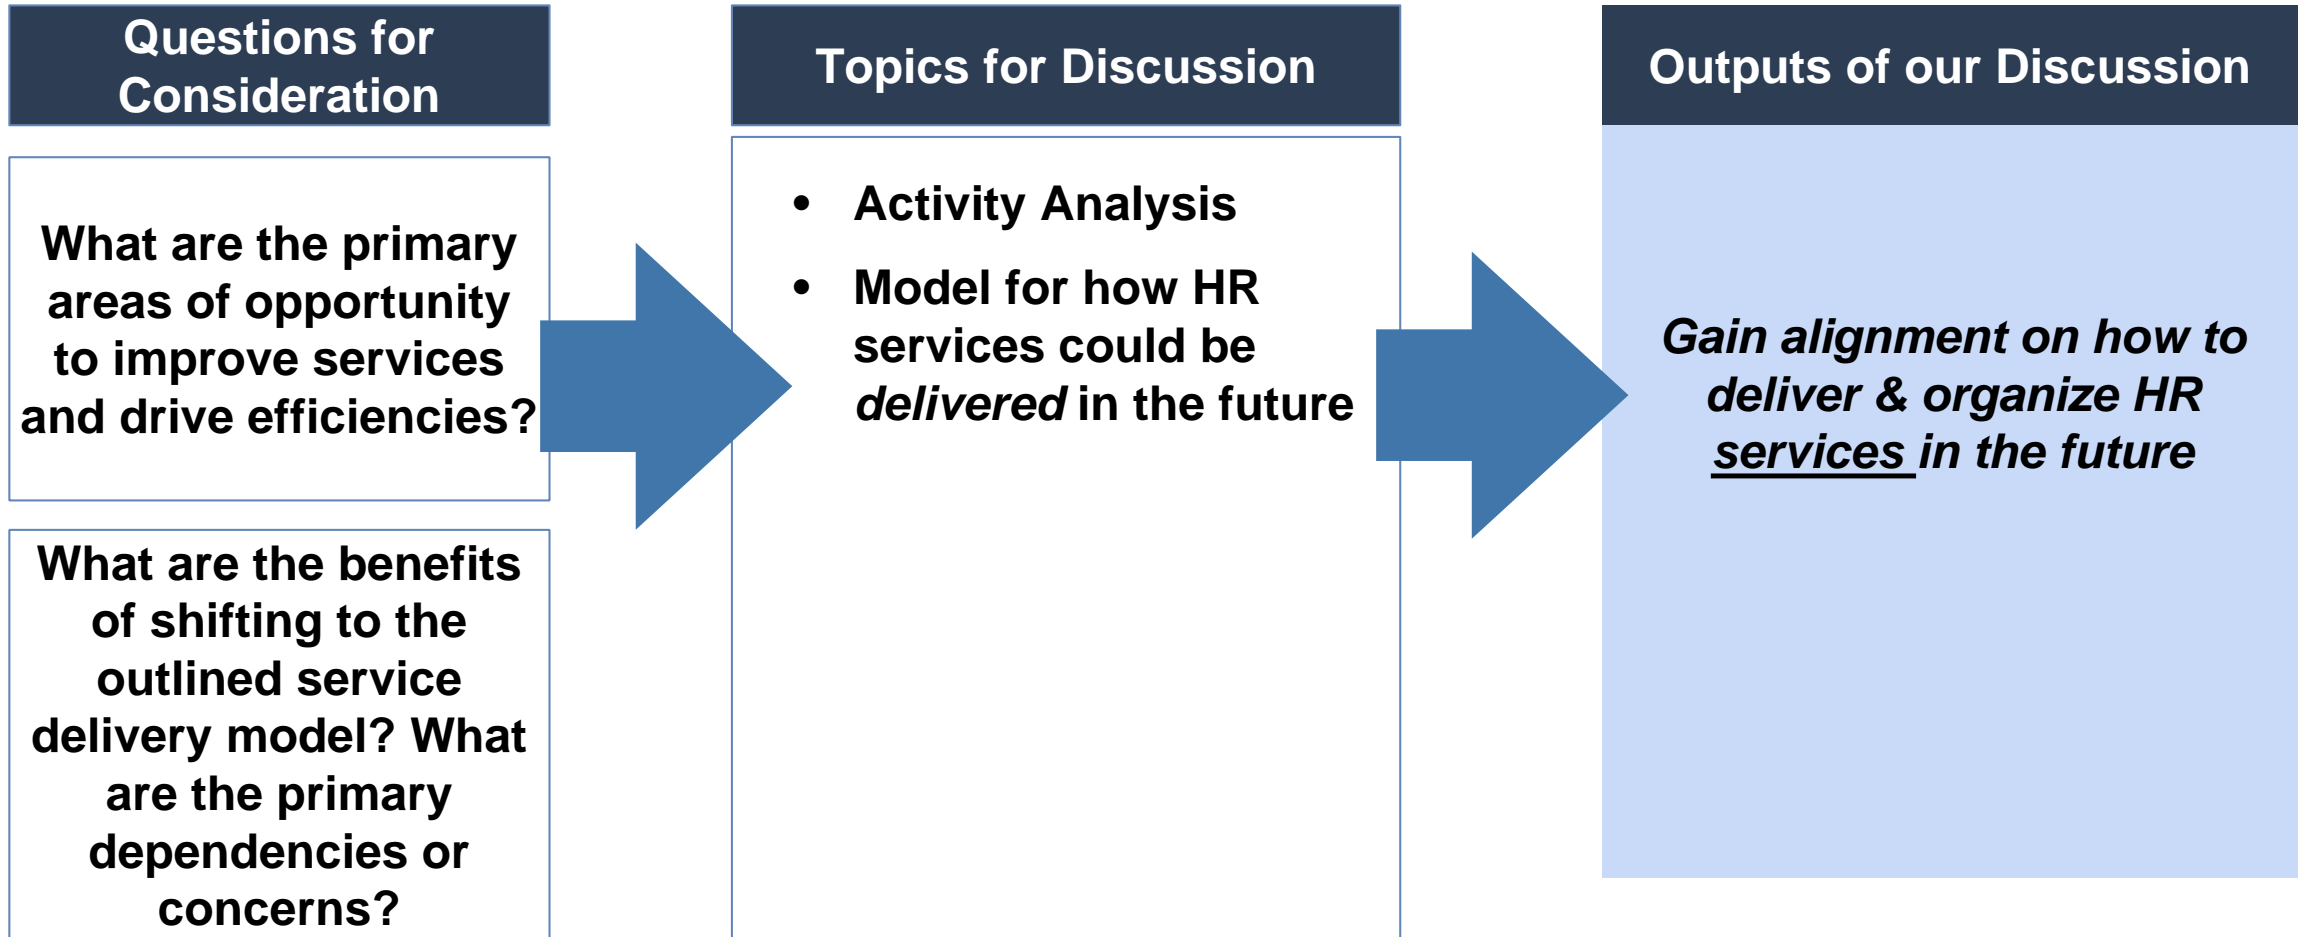 Questions for
Consideration
What are the primary
areas of opportunity
to improve services
and drive efficiencies?
What are the benefits
of shifting to the
outlined service
delivery model? What
are the primary
dependencies or
concerns?
Topics for Discussion
• Activity Analysis
• Model for how HR
services could be
delivered in the future
Outputs of our Discussion
Gain alignment on how to
deliver & organize HR
services in the future